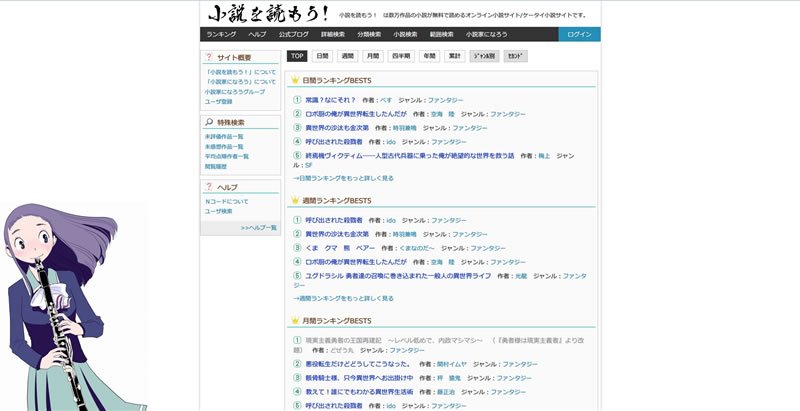 小説を読もう!
小説を読もう! は数万作品の小説が無料で読めるオンライン小説サイト/ケータイ小説サイトです。
ランキング ヘルプ 公式ブログ 詳細検索 分類検索 小説検索 範囲検索 小説家になろう ログイン
サイト概要
「小説を読もう!」について
「小説家になろう」について
小説家になろうグループ
ユーザ登録
特殊検索
未評価作品一覧
未感想作品一覧
平均点順作者一覧
閲覧履歴
ヘルプ
Nコードについて
ユーザ検索
>>ヘルプ一覧
TOP 日間 週間 月間 四半期 年間 累計 ジャンル別 セカンド
日間ランキングBEST5
① 常識?なにそれ? 作者:べす ジャンル:ファンタジー
② ロボ厨の俺が異世界転生したんだが 作者:空海 陸 ジャンル:ファンタジー
③ 異世界の沙汰も金次第 作者:時羽兼鳴 ジャンル:ファンタジー
④ 呼び出された殺戮者 作者:ido ジャンル:ファンタジー
⑤ 終焉機ヴィクティム――人型古代兵器に乗った俺が絶望的な世界を救う話 作者:梅上 ジャン
ル:SF
→日間ランキングをもっと詳しく見る
週間ランキングBEST5
① 呼び出された殺戮者 作者:ido ジャンル:ファンタジー
② 異世界の沙汰も金次第 作者:時羽兼鳴 ジャンル:ファンタジー
③ くま クマ 熊 ベアー 作者:くまなのだ~ ジャンル:ファンタジー
④ ロボ厨の俺が異世界転生したんだが 作者:空海 陸 ジャンル:ファンタジー
⑤ ユグドラシル 勇者達の召喚に巻き込まれた一般人の異世界ライフ 作者:光龍 ジャンル:ファンタ
ジー
→週間ランキングをもっと詳しく見る
月間ランキングBEST5
① 現実主義勇者の王国再建記 ~レベル低めで、内政マシマシ~ (『勇者様は現実主義者』より改
題) 作者:どぜう丸 ジャンル:ファンタジー
② 悪役転生だけどどうしてこうなった。 作者:関村イムヤ ジャンル:ファンタジー
③ 骸骨騎士様、只今異世界へお出掛け中 作者:秤 猿鬼 ジャンル:ファンタジー
④ 教えて!誰にでもわかる異世界生活術 作者:藤正治 ジャンル:ファンタジー
⑤ 呼び出された殺戮者 作者:ido ジャンル:ファンタジー